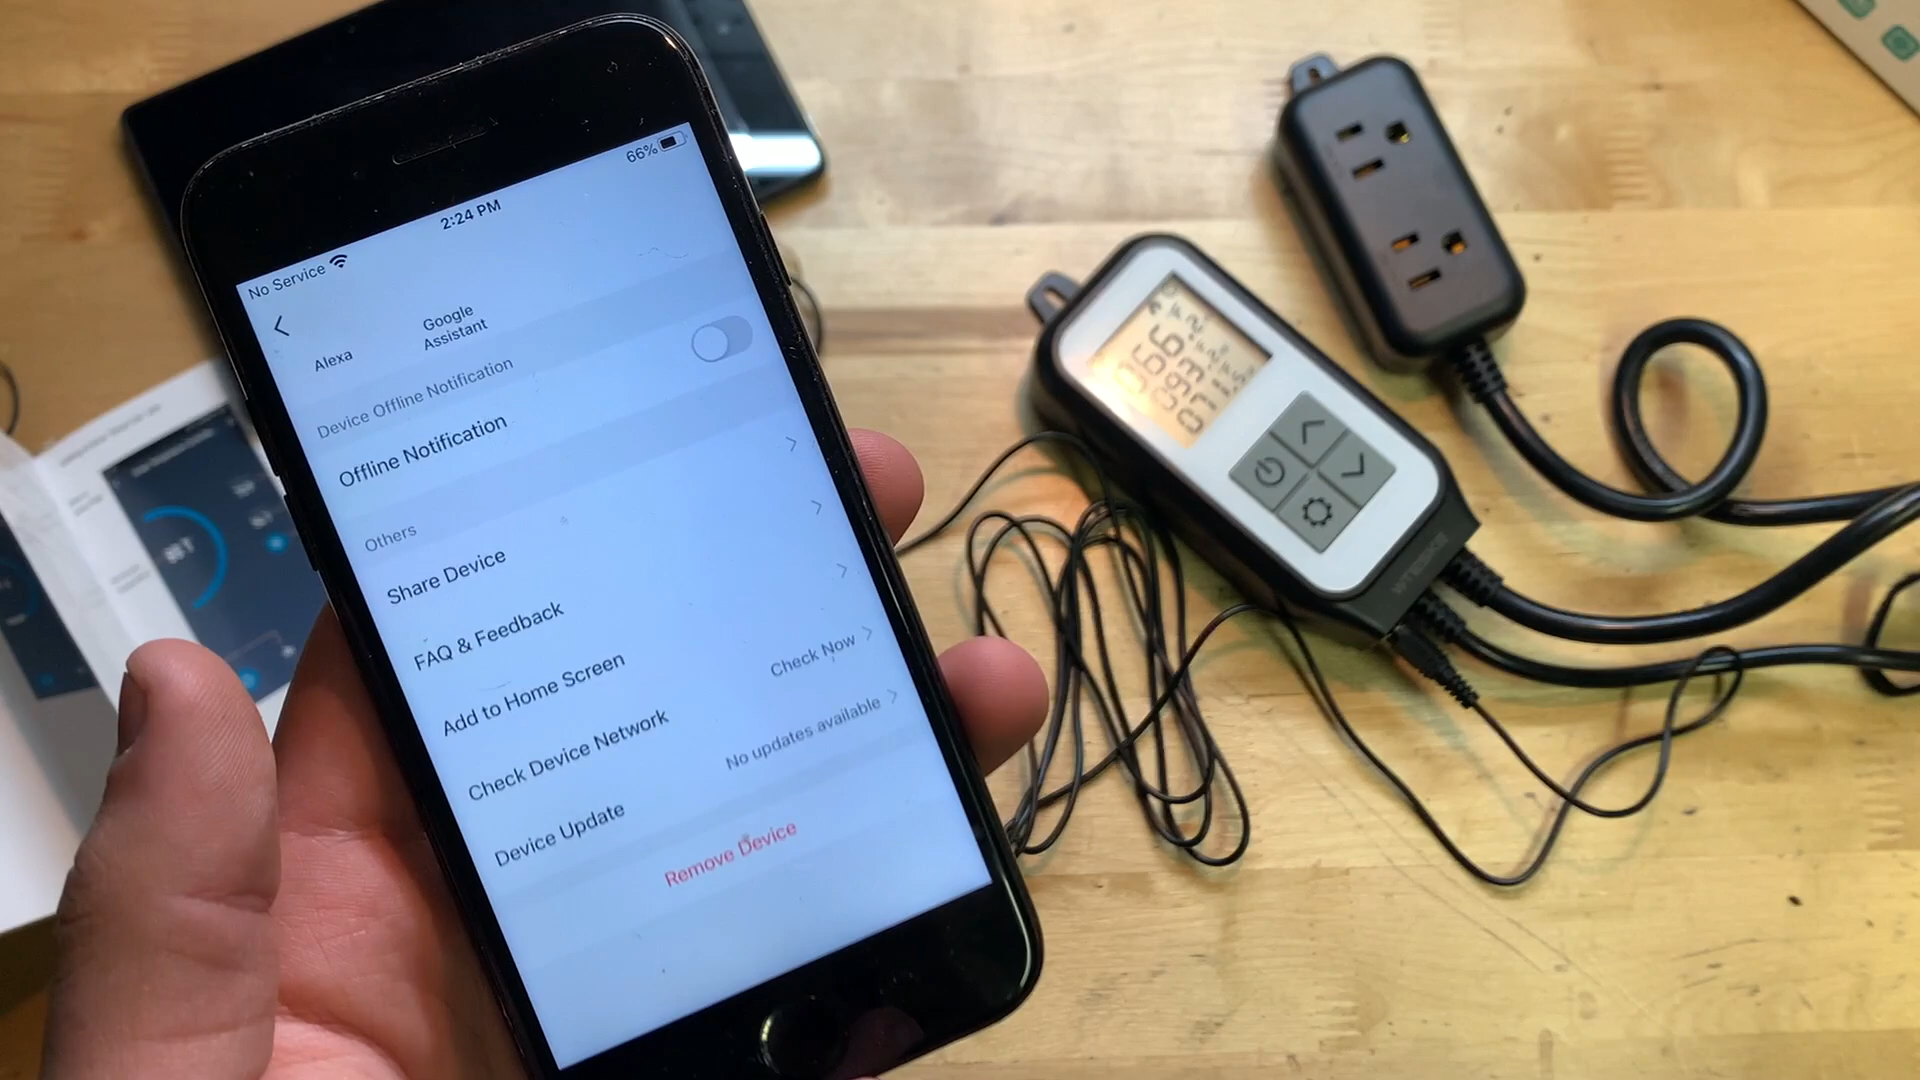 No Service
2:24 PM
66%
Alexa
Google
Assistant
Device Offline Notification
Offline Notification
Others
Share Device
FAQ & Feedback
Add to Home Screen
Check Device Network
Check Now
Device Update
No updates available
Remove Device